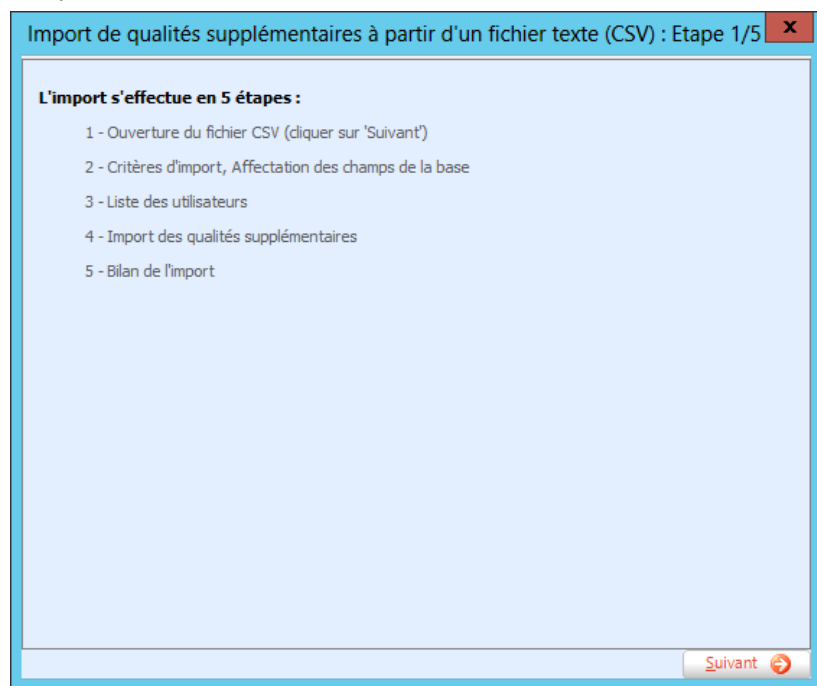 Import de qualités supplémentaires à partir d'un fichier texte (CSV) : Etape 1/5
x
L'import s'effectue en 5 étapes :
1 - Ouverture du fichier CSV (cliquer sur 'Suivant')
2 - Critères d'import, Affectation des champs de la base
3 - Liste des utilisateurs
4 - Import des qualités supplémentaires
5 - Bilan de l'import
Suivant